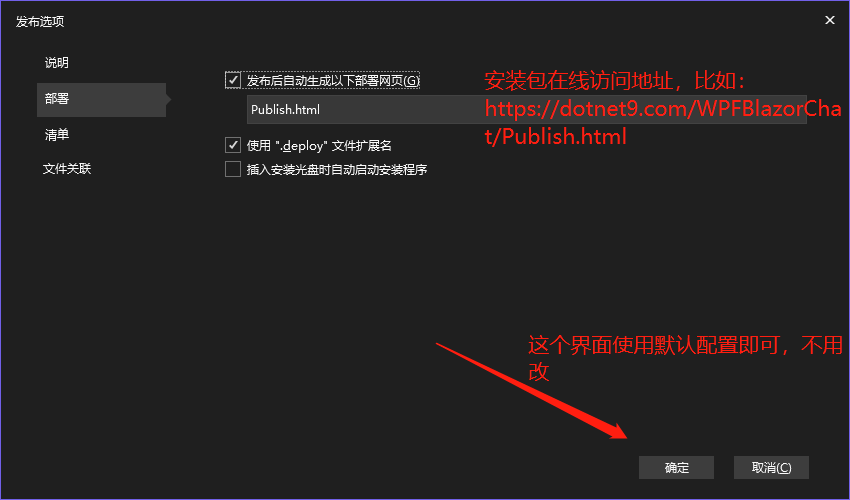 发布选项
说明
部署
清单
文件关联
发布后自动生成以下部署网页(G)
Publish.html
使用 ".deploy" 文件扩展名
插入安装光盘时自动启动安装程序
安装包在线访问地址，比如：
https://dotnet9.com/WPFBlazorCha
t/Publish.html
这个界面使用默认配置即可，不用
改
确定
取消(C)